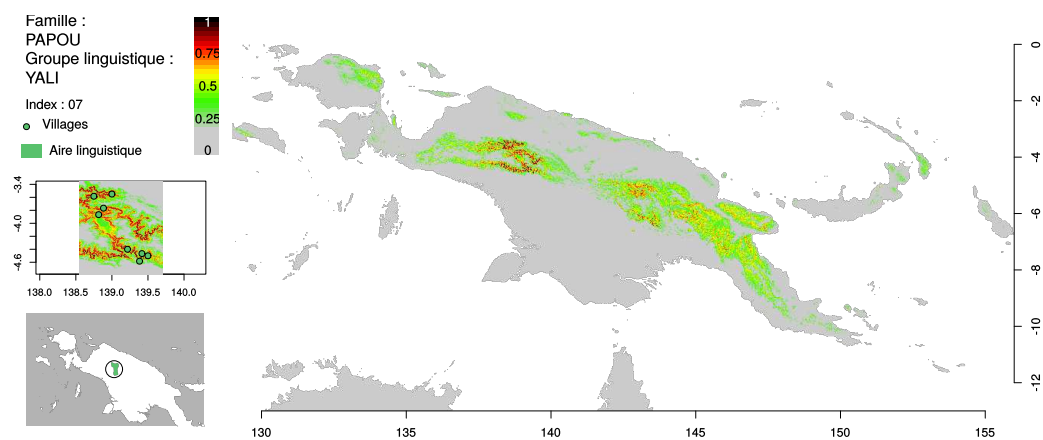 Famille :
PAPOU
Groupe linguistique :
YALI
Index : 07
Villages
Aire linguistique
1
0.75
0.5
0.25
0
-3.4
-4.0
-4.6
138.0 138.5 139.0 139.5 140.0
0
-2
-4
-6
-8
-10
-12
130 135 140 145 150 155